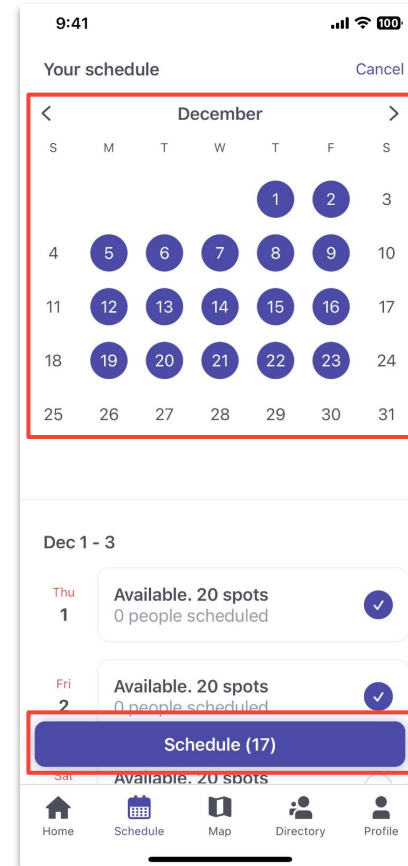 9:41
100
Your schedule Cancel
December
S M T W T F S
1 2 3
4 5 6 7 8 9 10
11 12 13 14 15 16 17
18 19 20 21 22 23 24
25 26 27 28 29 30 31
Dec 1 - 3
Thu
1
Available. 20 spots
0 people scheduled
Fri
2
Available. 20 spots
0 people scheduled
Schedule (17)
Sat
Available. 20 spots
Home Schedule Map Directory Profile